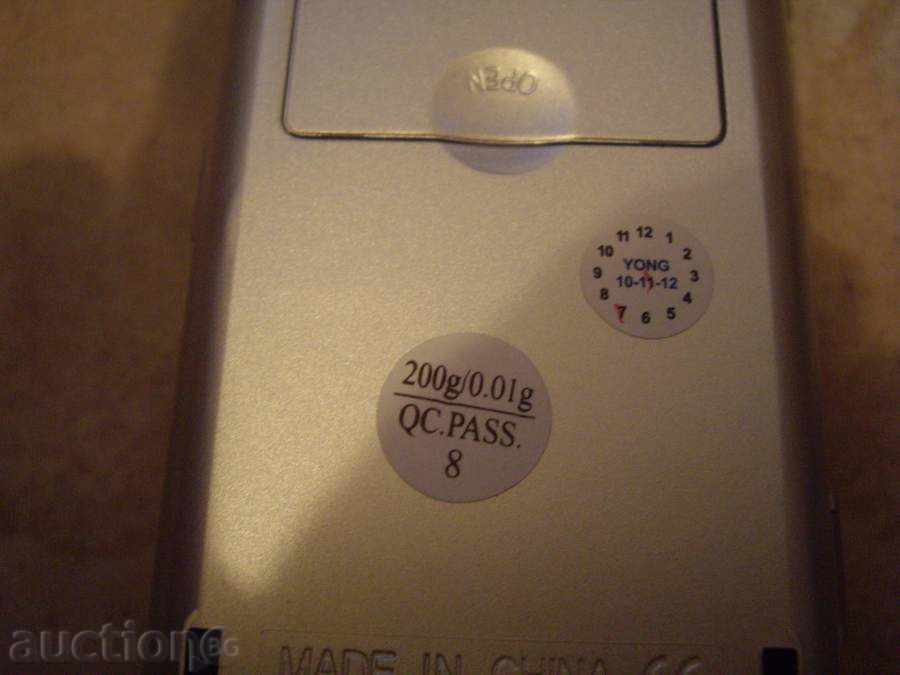 OPEN
12
11 1
10 2
YONG
9 3
10-11-12
8 4
7 5
6
200g/0.01g
QC.PASS.
8
auction
MADE IN CHINA